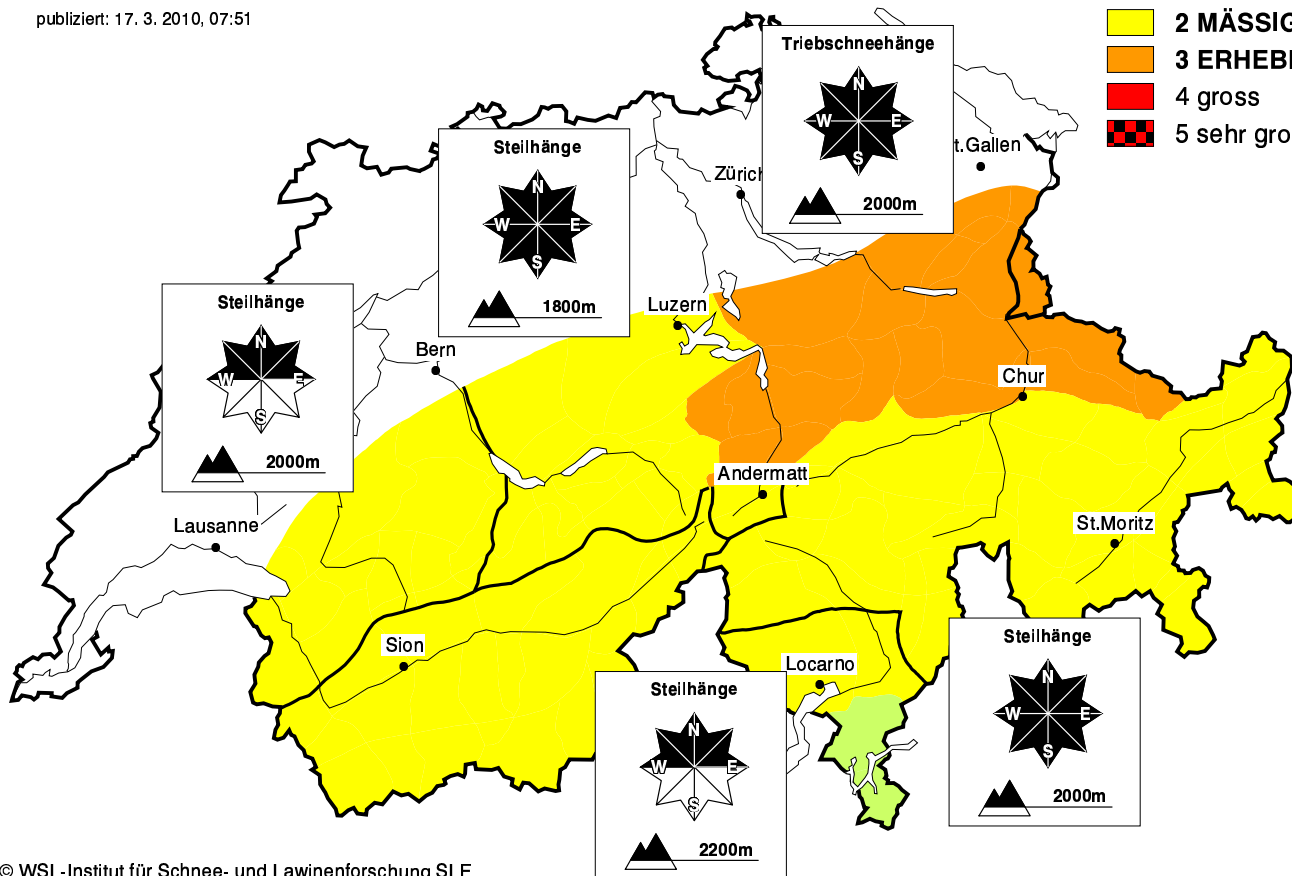 publiziert: 17. 3. 2010, 07:51
2 MÄSSIG
3 ERHEB
4 gross
5 sehr gro
Triebschneehänge
N
W E
S
2000m
t.Gallen
Zürich
Steilhänge
N
W E
S
1800m
Steilhänge
N
W E
S
2000m
Luzern
Bern
Chur
Andermatt
Lausanne
St.Moritz
Sion
Locarno
Steilhänge
N
W E
S
2200m
Steilhänge
N
W E
S
2000m
© WSL-Institut für Schnee- und Lawinenforschung SLF